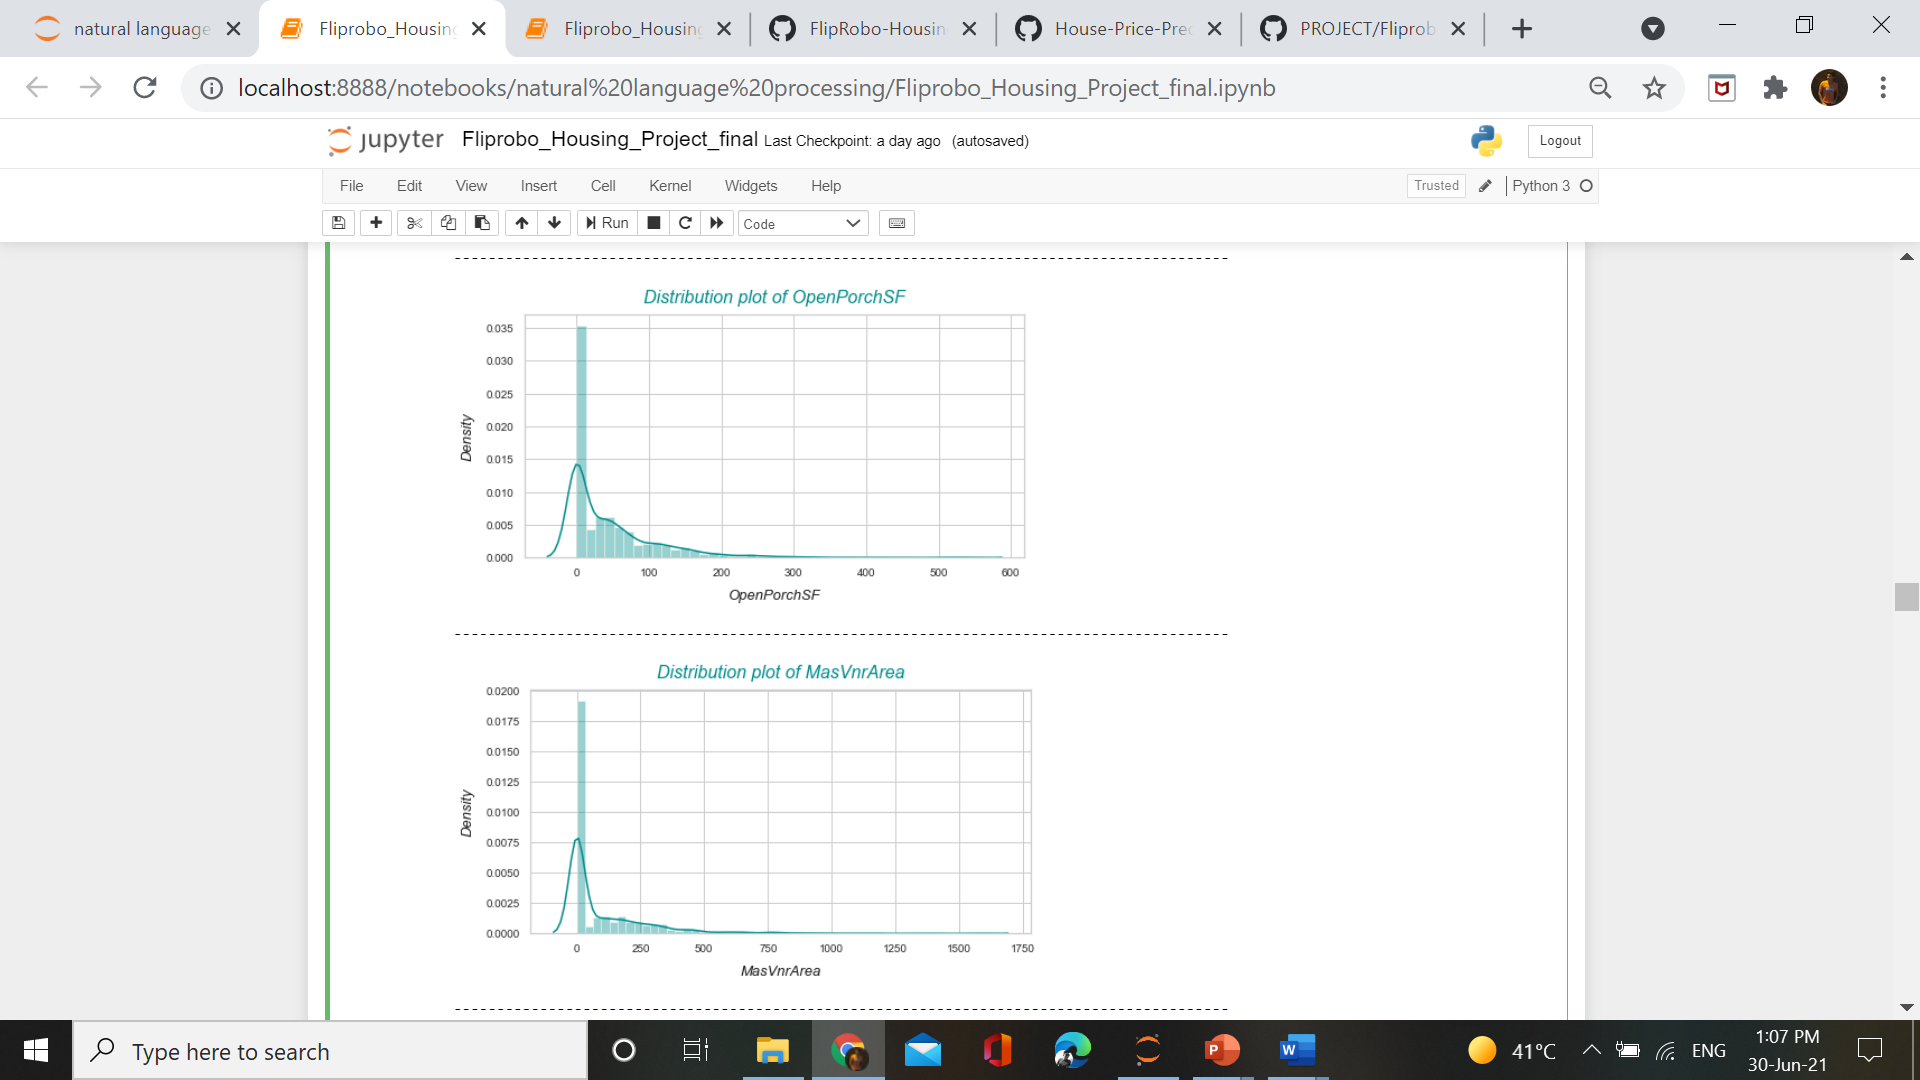 natural language
Fliprobo_Housing
Fliprobo_Housing
FlipRobo-Housin
House-Price-Pred
PROJECT/Fliprob
localhost:8888/notebooks/natural%20language%20processing/Fliprobo_Housing_Project_final.ipynb
jupyter Fliprobo_Housing_Project_final Last Checkpoint: a day ago (autosaved)
Logout
File Edit View Insert Cell Kernel Widgets Help
Trusted
Python 3
Run
Code
Distribution plot of OpenPorchSF
0.035
0.030
0.025
0.020
0.015
0.010
0.005
0.000
Density
0 100 200 300 400 500 600
OpenPorchSF
Distribution plot of MasVnrArea
0.0200
0.0175
0.0150
0.0125
0.0100
0.0075
0.0050
0.0025
0.0000
Density
0 250 500 750 1000 1250 1500 1750
MasVnrArea
Type here to search
P
W
41°C
ENG
1:07 PM
30-Jun-21